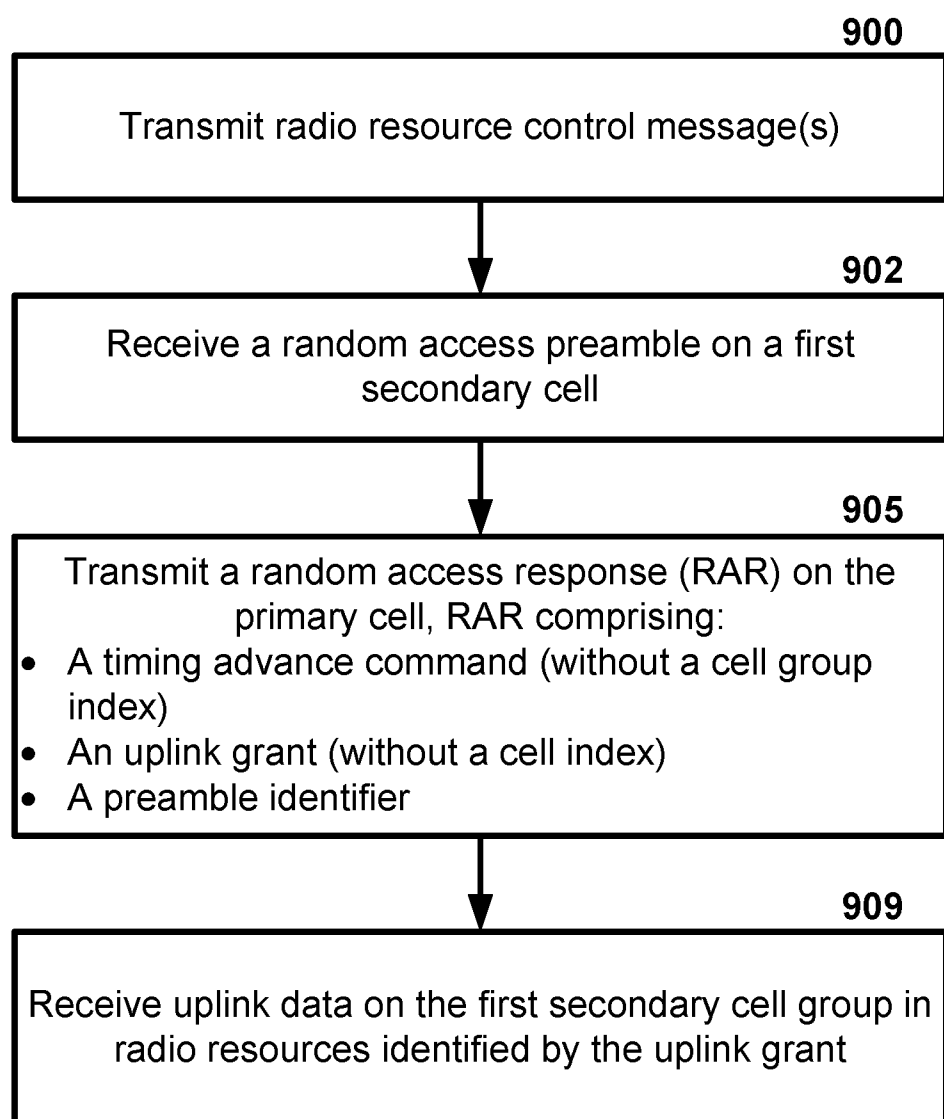 900
Transmit radio resource control message(s)
902
Receive a random access preamble on a first
secondary cell
905
Transmit a random access response (RAR) on the
primary cell, RAR comprising:
• A timing advance command (without a cell group
index)
• An uplink grant (without a cell index)
• A preamble identifier
909
Receive uplink data on the first secondary cell group in
radio resources identified by the uplink grant